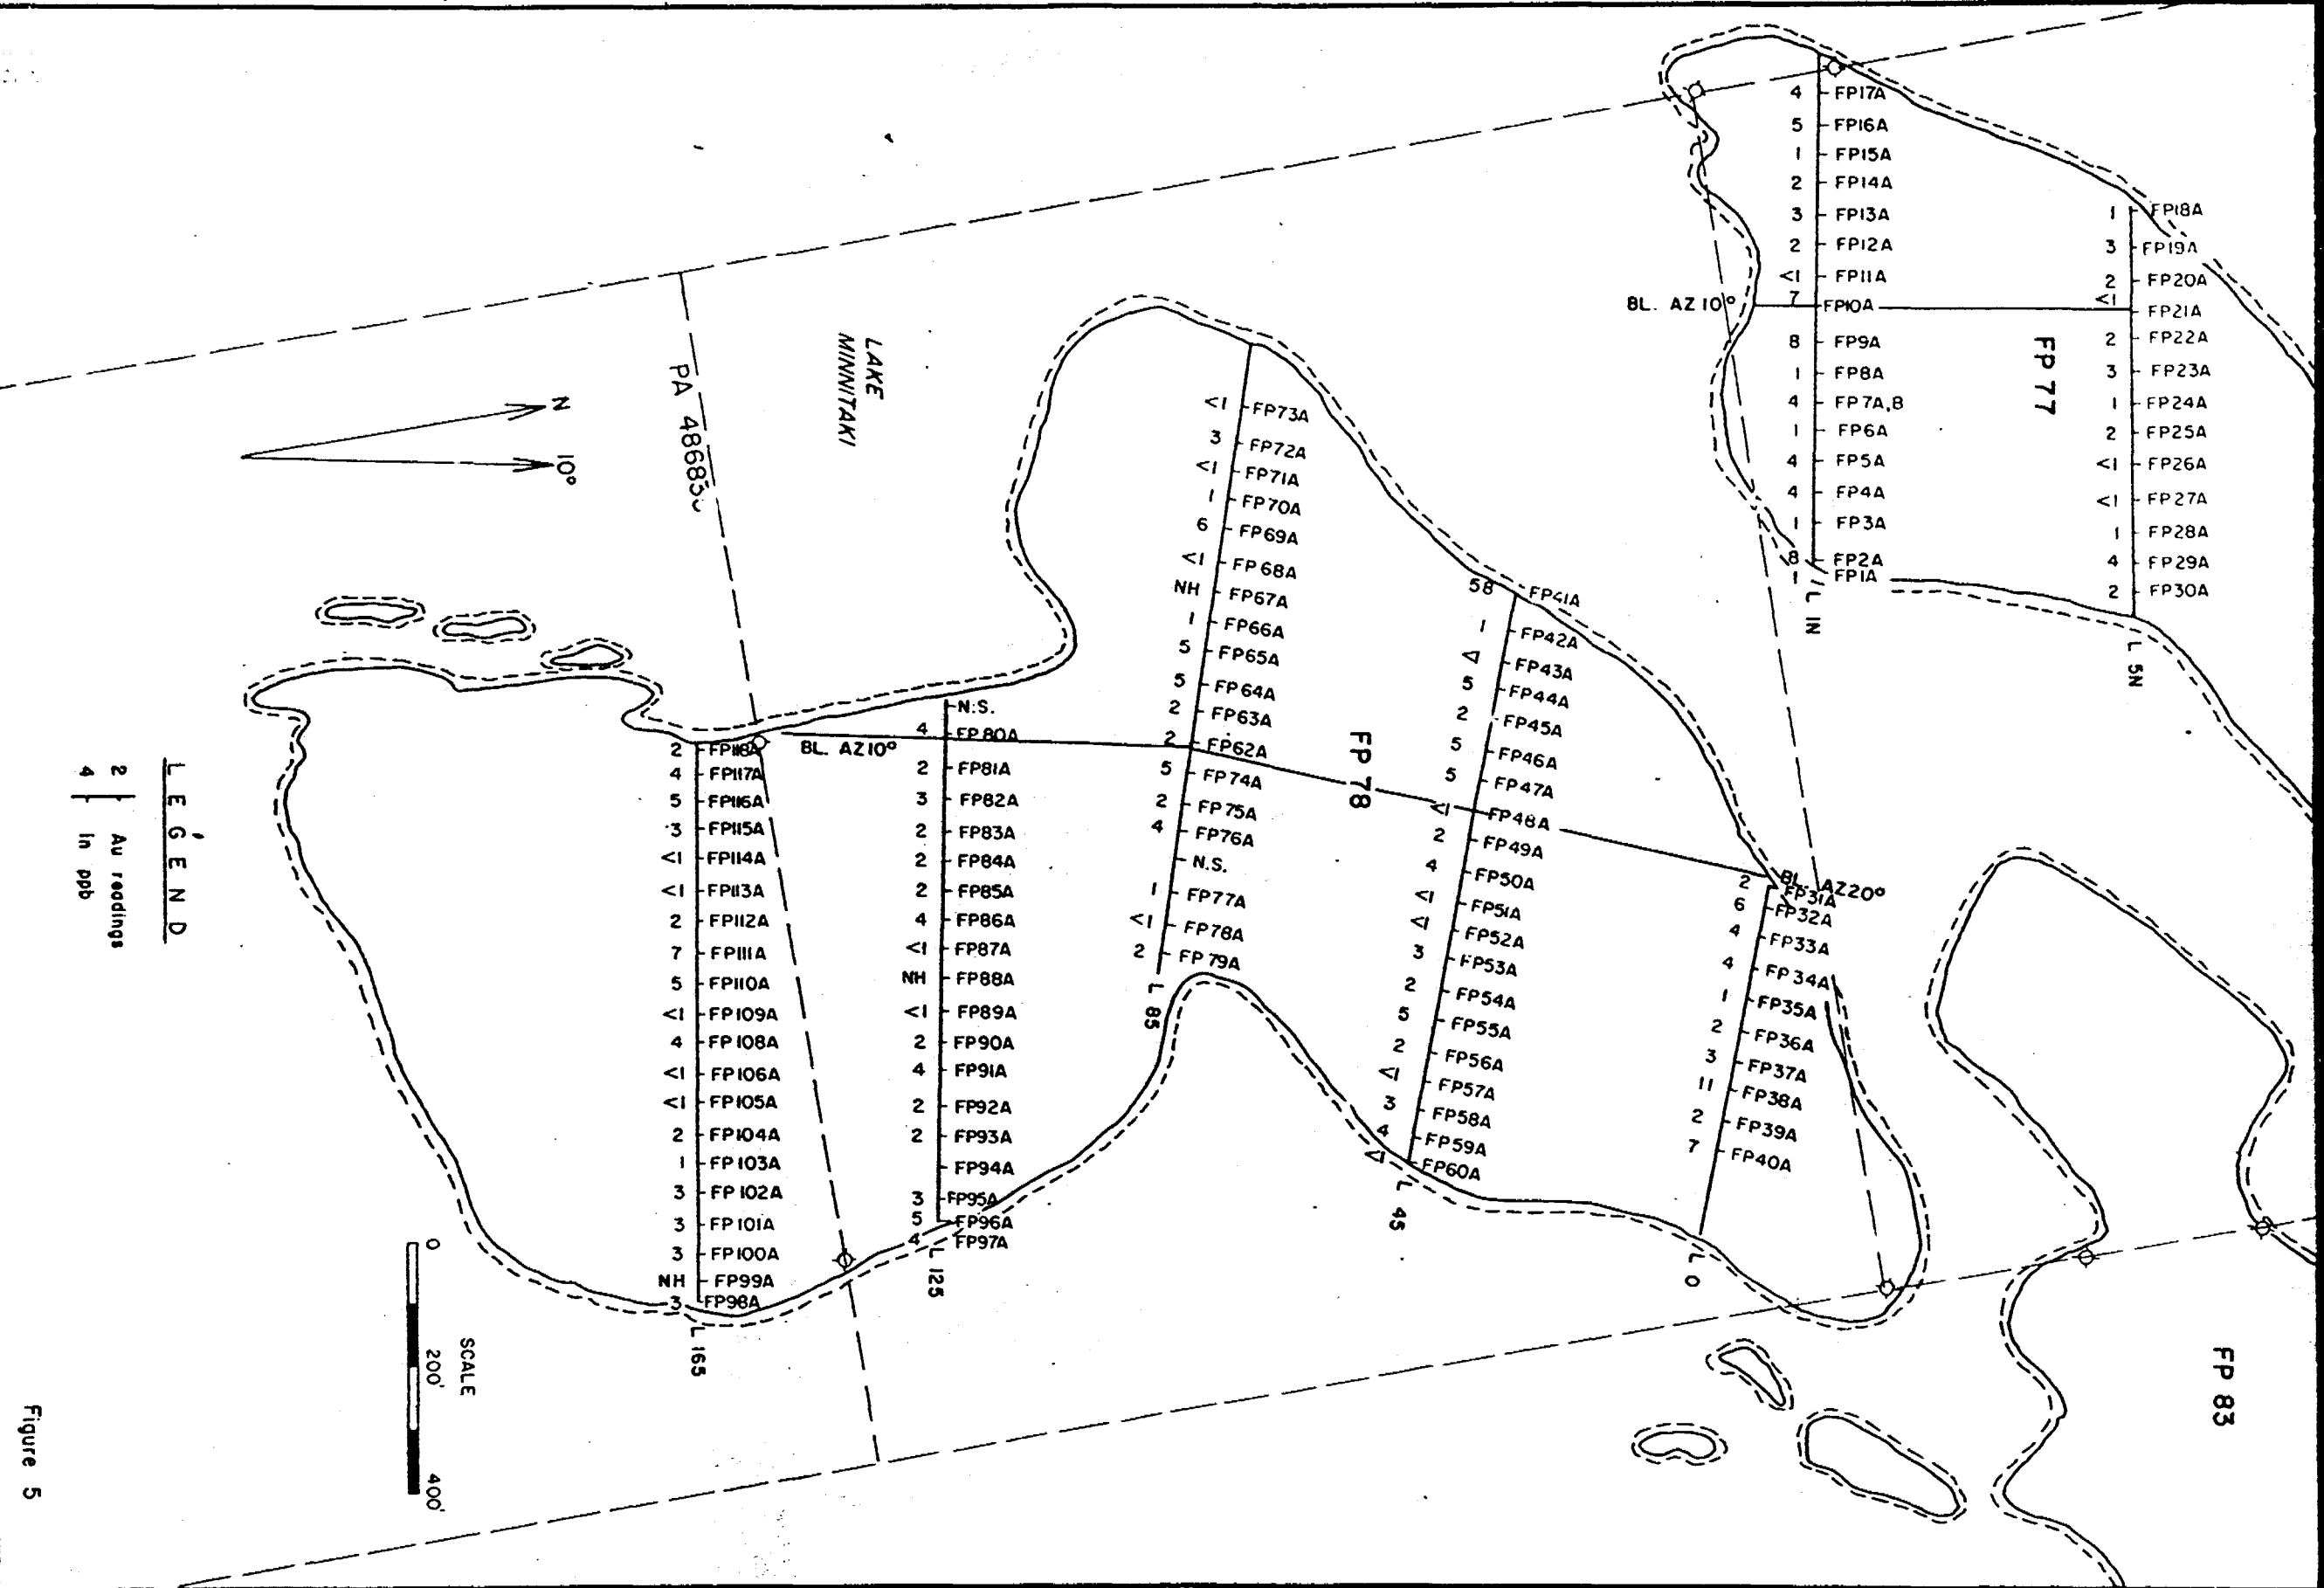 4 FP17A
5 FP16A
1 FP15A
2 FP14A
3 FP13A
2 FP12A
<1 FP11A
7 FP10A
8 FP9A
1 FP8A
4 FP7A,B
1 FP6A
4 FP5A
4 FP4A
1 FP3A
8 FP2A
1 FP1A
L 1N
BL. AZ 10°
1 FP18A
3 FP19A
2 FP20A
<1 FP21A
2 FP22A
3 FP23A
1 FP24A
2 FP25A
<1 FP26A
<1 FP27A
1 FP28A
4 FP29A
2 FP30A
L 5N
FP 77
LAKE
MINNITAKI
PA 48683
N
10°
<1 FP73A
3 FP72A
<1 FP71A
1 FP70A
6 FP69A
<1 FP68A
NH FP67A
1 FP66A
5 FP65A
5 FP64A
2 FP63A
2 FP62A
5 FP74A
2 FP75A
4 FP76A
N.S.
1 FP77A
<1 FP78A
2 FP79A
L 8S
58 FP41A
1 FP42A
<1 FP43A
5 FP44A
2 FP45A
5 FP46A
5 FP47A
<1 FP48A
2 FP49A
4 FP50A
<1 FP51A
<1 FP52A
3 FP53A
2 FP54A
5 FP55A
2 FP56A
<1 FP57A
3 FP58A
4 FP59A
<1 FP60A
L 4S
FP 78
BL. AZ20°
2 FP31A
6 FP32A
4 FP33A
4 FP34A
1 FP35A
2 FP36A
3 FP37A
11 FP38A
2 FP39A
7 FP40A
L 0
BL. AZ10°
N.S.
4 FP80A
2 FP81A
3 FP82A
2 FP83A
2 FP84A
2 FP85A
4 FP86A
<1 FP87A
NH FP88A
<1 FP89A
2 FP90A
4 FP91A
2 FP92A
2 FP93A
FP94A
3 FP95A
5 FP96A
4 FP97A
L 12S
2 FP118A
4 FP117A
5 FP116A
3 FP115A
<1 FP114A
<1 FP113A
2 FP112A
7 FP111A
5 FP110A
<1 FP109A
4 FP108A
<1 FP106A
<1 FP105A
2 FP104A
1 FP103A
3 FP102A
3 FP101A
3 FP100A
NH FP99A
3 FP98A
L 16S
FP 83
LEGEND
2 Au readings
4 in ppb
SCALE
0 200' 400'
Figure 5